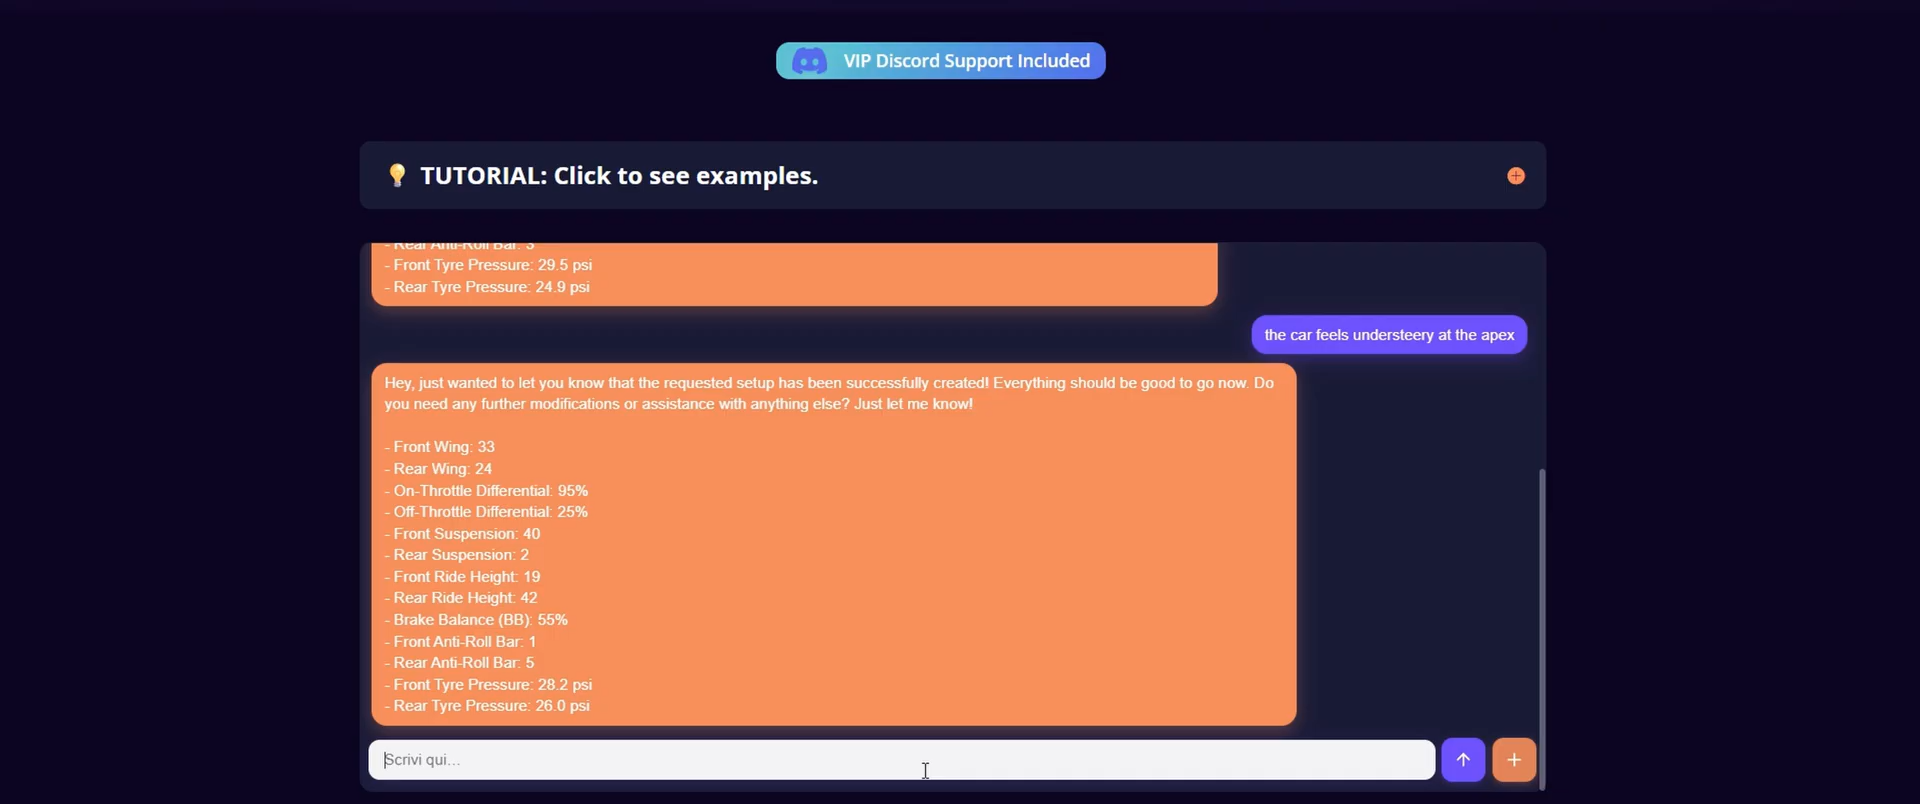 VIP Discord Support Included
TUTORIAL: Click to see examples.
- Rear Anti-Roll Bar: 3
- Front Tyre Pressure: 29.5 psi
- Rear Tyre Pressure: 24.9 psi
the car feels understeery at the apex
Hey, just wanted to let you know that the requested setup has been successfully created! Everything should be good to go now. Do
you need any further modifications or assistance with anything else? Just let me know!
- Front Wing: 33
- Rear Wing: 24
- On-Throttle Differential: 95%
- Off-Throttle Differential: 25%
- Front Suspension: 40
- Rear Suspension: 2
- Front Ride Height: 19
- Rear Ride Height: 42
- Brake Balance (BB): 55%
- Front Anti-Roll Bar: 1
- Rear Anti-Roll Bar: 5
- Front Tyre Pressure: 28.2 psi
- Rear Tyre Pressure: 26.0 psi
Scrivi qui...